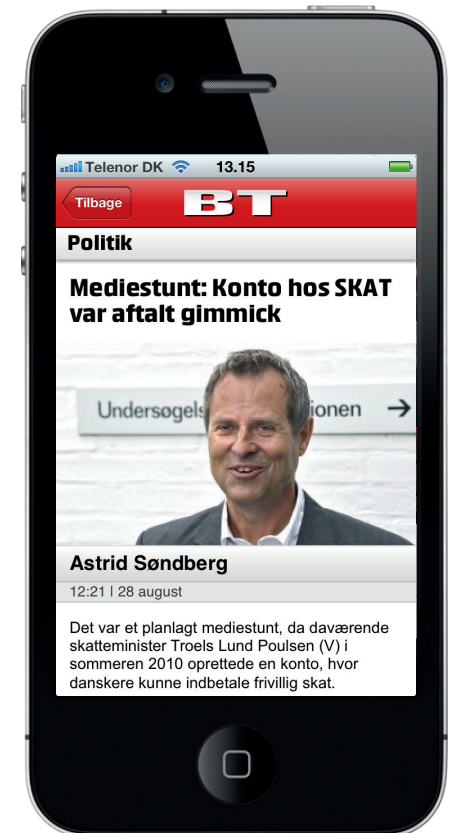 Telenor DK 13.15
Tilbage BT
Politik
Mediestunt: Konto hos SKAT
var aftalt gimmick
Undersøgels ionen →
Astrid Søndberg
12:21 | 28 august
Det var et planlagt mediestunt, da daværende
skatteminister Troels Lund Poulsen (V) i
sommeren 2010 oprettede en konto, hvor
danskere kunne indbetale frivillig skat.